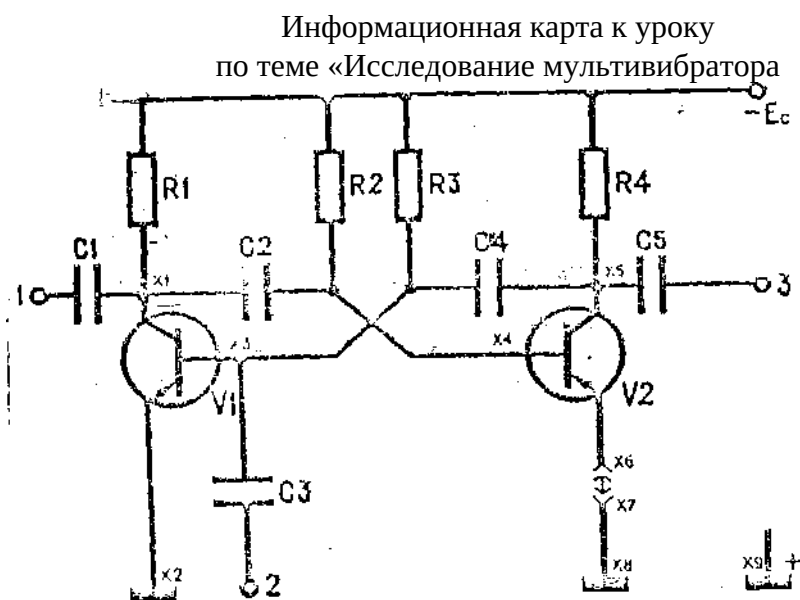 Информационная карта к уроку
по теме «Исследование мультивибратора
-Ec
R1
R2
R3
R4
C1
C2
C4
C5
X1
X5
1
3
X3
X4
V1
V2
C3
X6
X7
X2
2
X8
X9 +